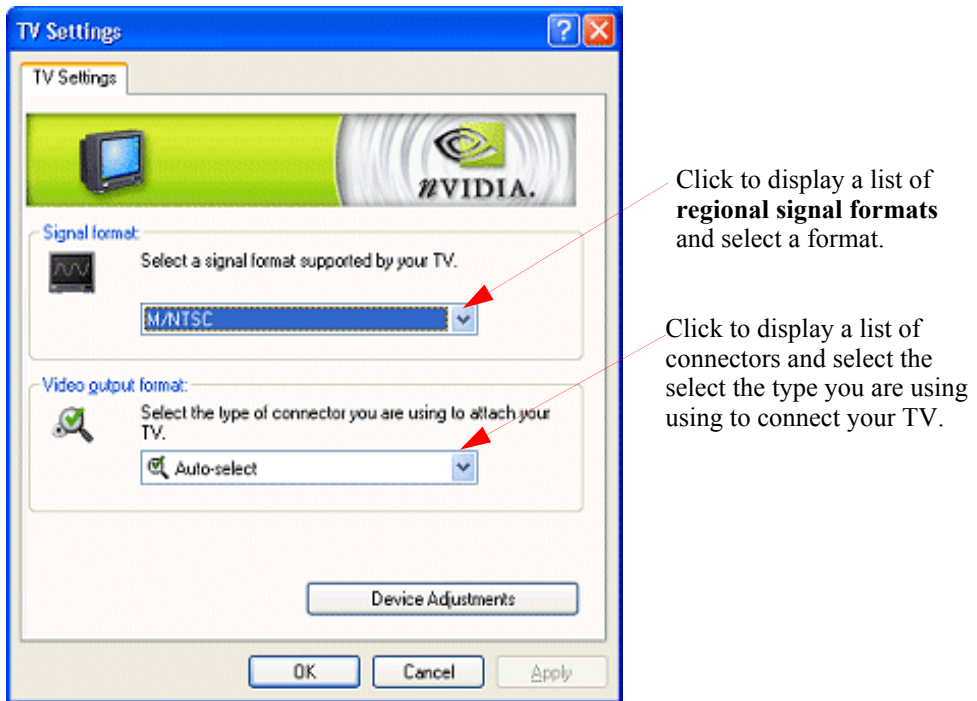 TV Settings
TV Settings
nVIDIA.
Signal format:
Select a signal format supported by your TV.
M/NTSC
Video output format:
Select the type of connector you are using to attach your
TV.
Auto-select
Device Adjustments
OK Cancel Apply
Click to display a list of
regional signal formats
and select a format.
Click to display a list of
connectors and select the
select the type you are using
using to connect your TV.